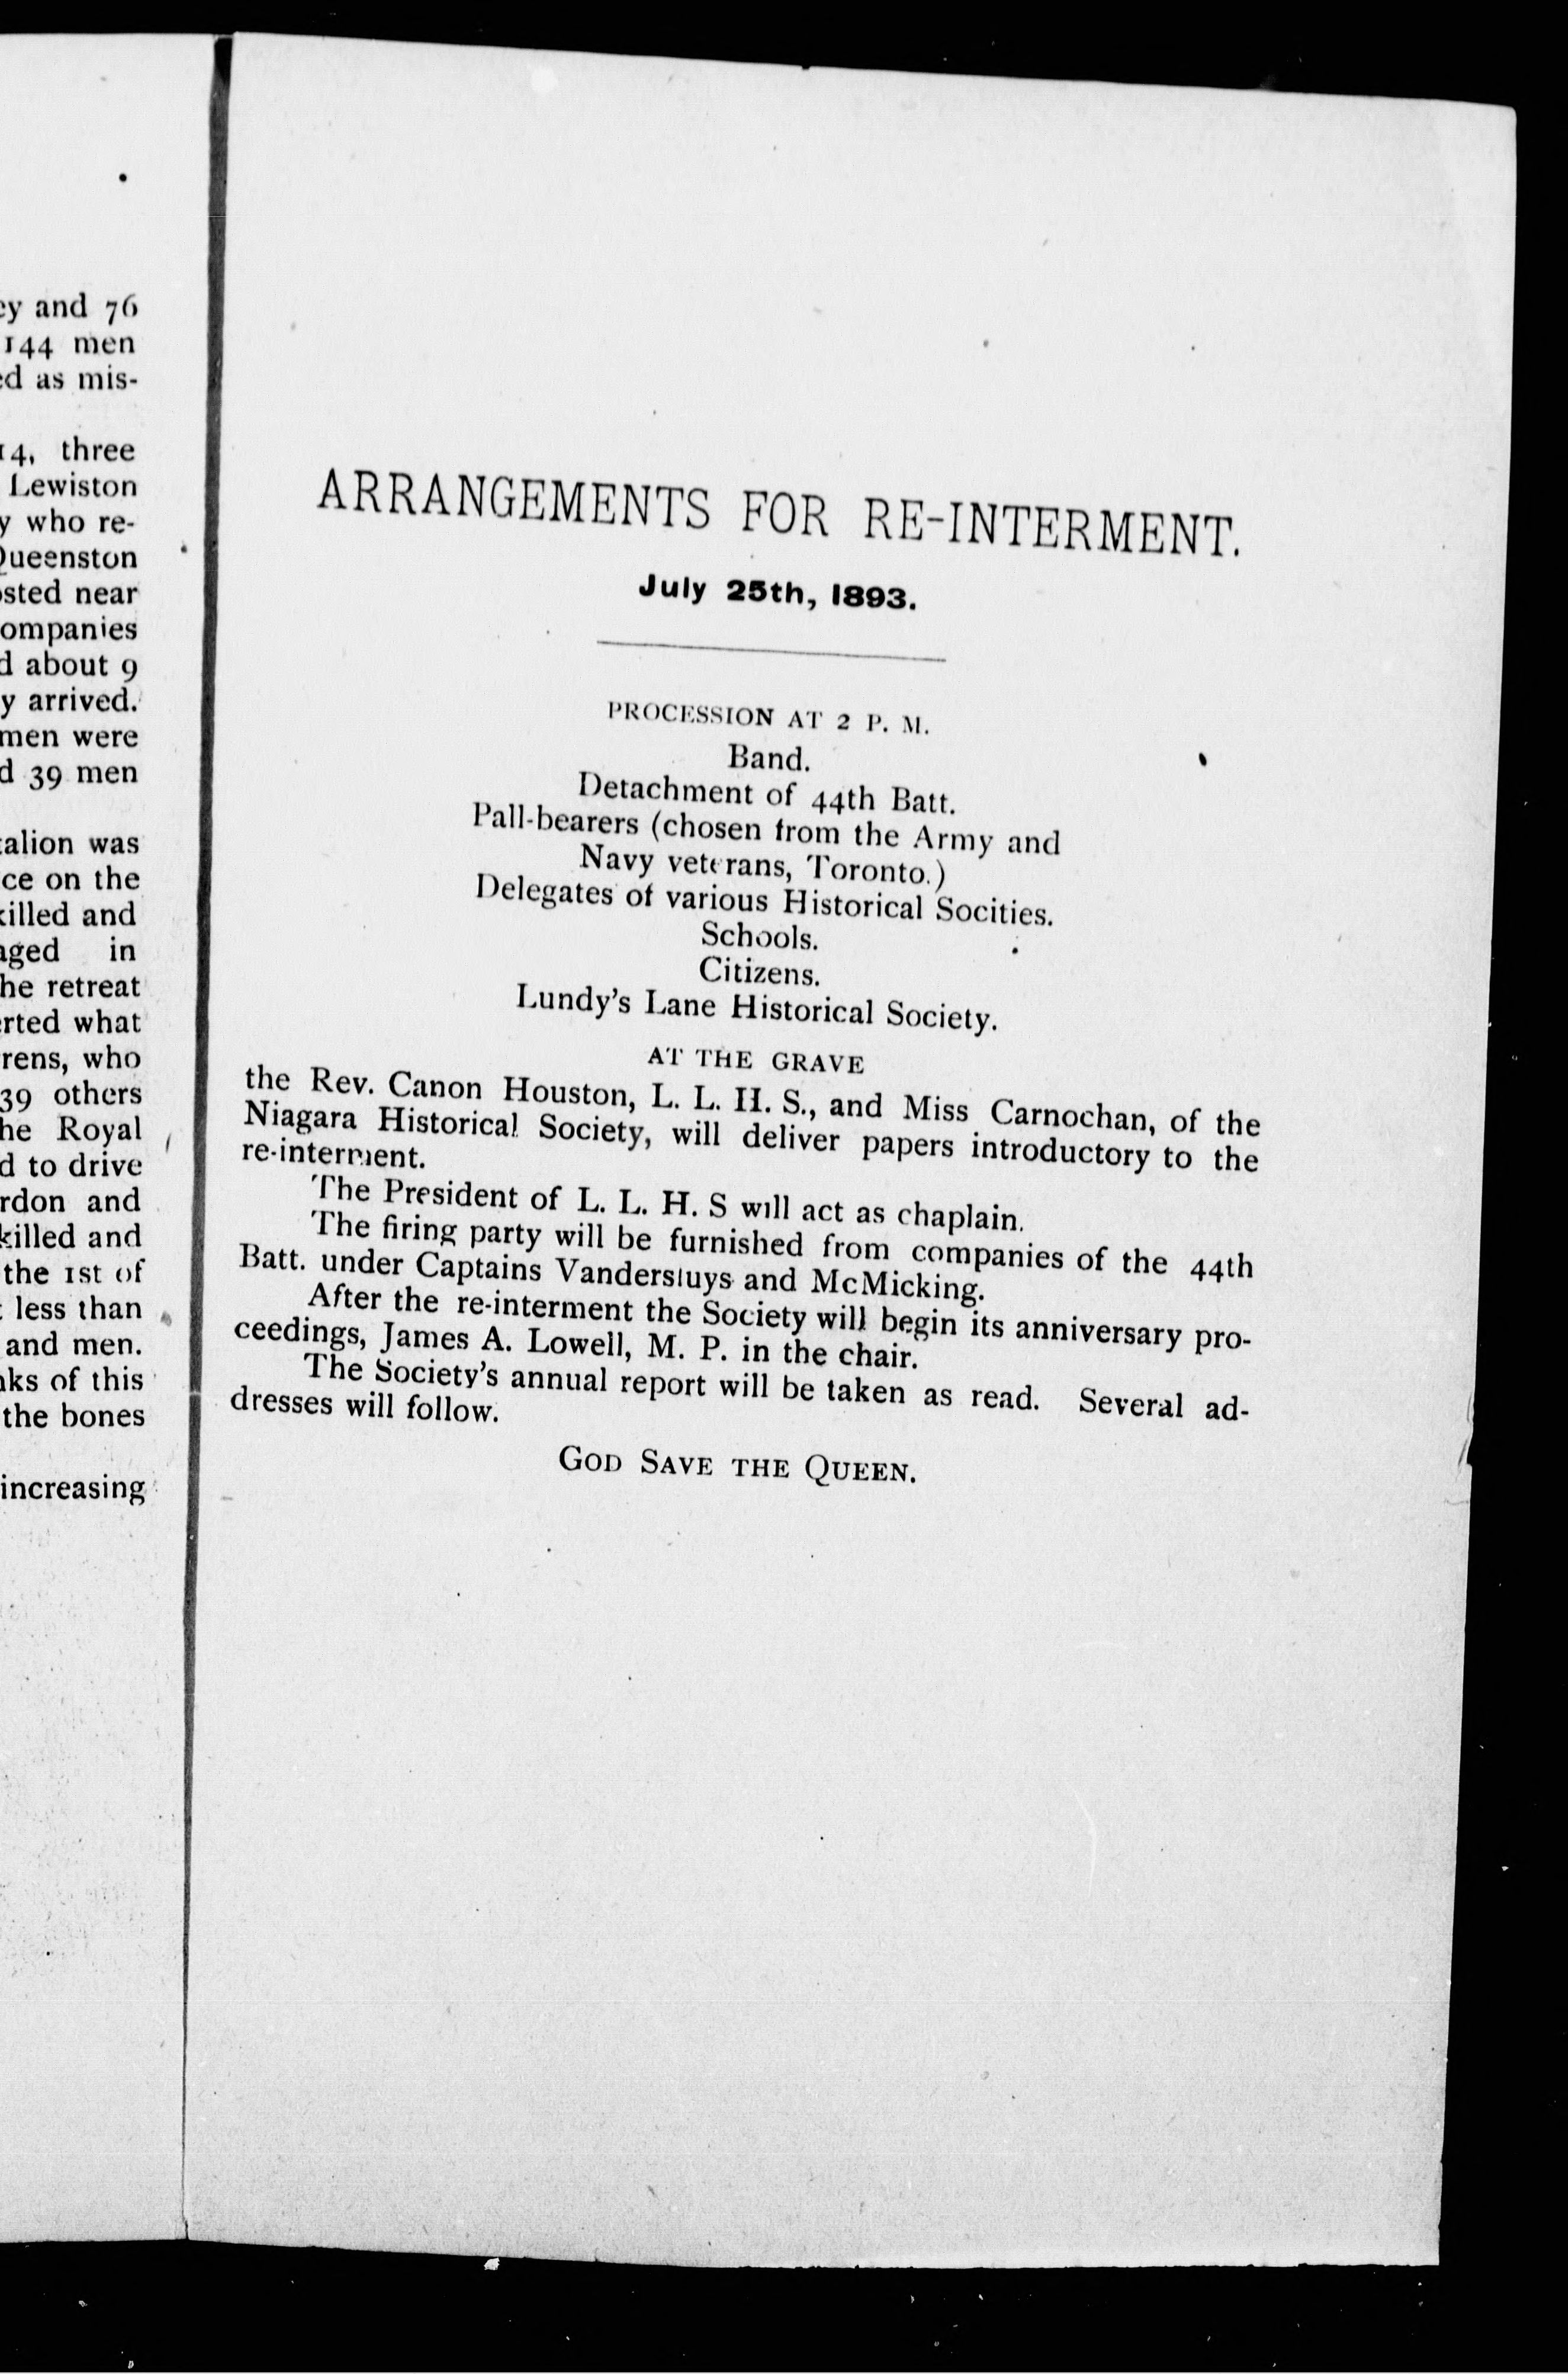 ey and 76
144 men
ed as mis-
14, three
Lewiston
y who re-
Queenston
osted near
ompanies
d about 9
y arrived.
men were
d 39 men
talion was
ce on the
killed and
aged in
he retreat
erted what
rens, who
39 others
he Royal
d to drive
rdon and
killed and
the 1st of
t less than
and men.
nks of this
the bones
increasing
ARRANGEMENTS FOR RE-INTERMENT.
July 25th, 1893.
PROCESSION AT 2 P. M.
Band.
Detachment of 44th Batt.
Pall-bearers (chosen from the Army and
Navy veterans, Toronto.)
Delegates of various Historical Socities.
Schools.
Citizens.
Lundy's Lane Historical Society.
AT THE GRAVE
the Rev. Canon Houston, L. L. H. S., and Miss Carnochan, of the
Niagara Historical Society, will deliver papers introductory to the
re-interment.
The President of L. L. H. S will act as chaplain.
The firing party will be furnished from companies of the 44th
Batt. under Captains Vandersluys and McMicking.
After the re-interment the Society will begin its anniversary pro-
ceedings, James A. Lowell, M. P. in the chair.
The Society's annual report will be taken as read. Several ad-
dresses will follow.
GOD SAVE THE QUEEN.